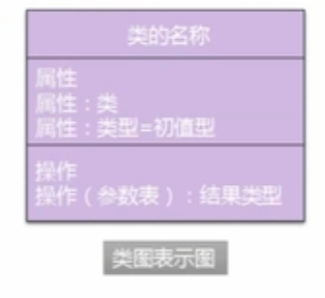 类的名称
属性
属性：类
属性：类型=初值型
操作
操作（参数表）：结果类型
类图表示图